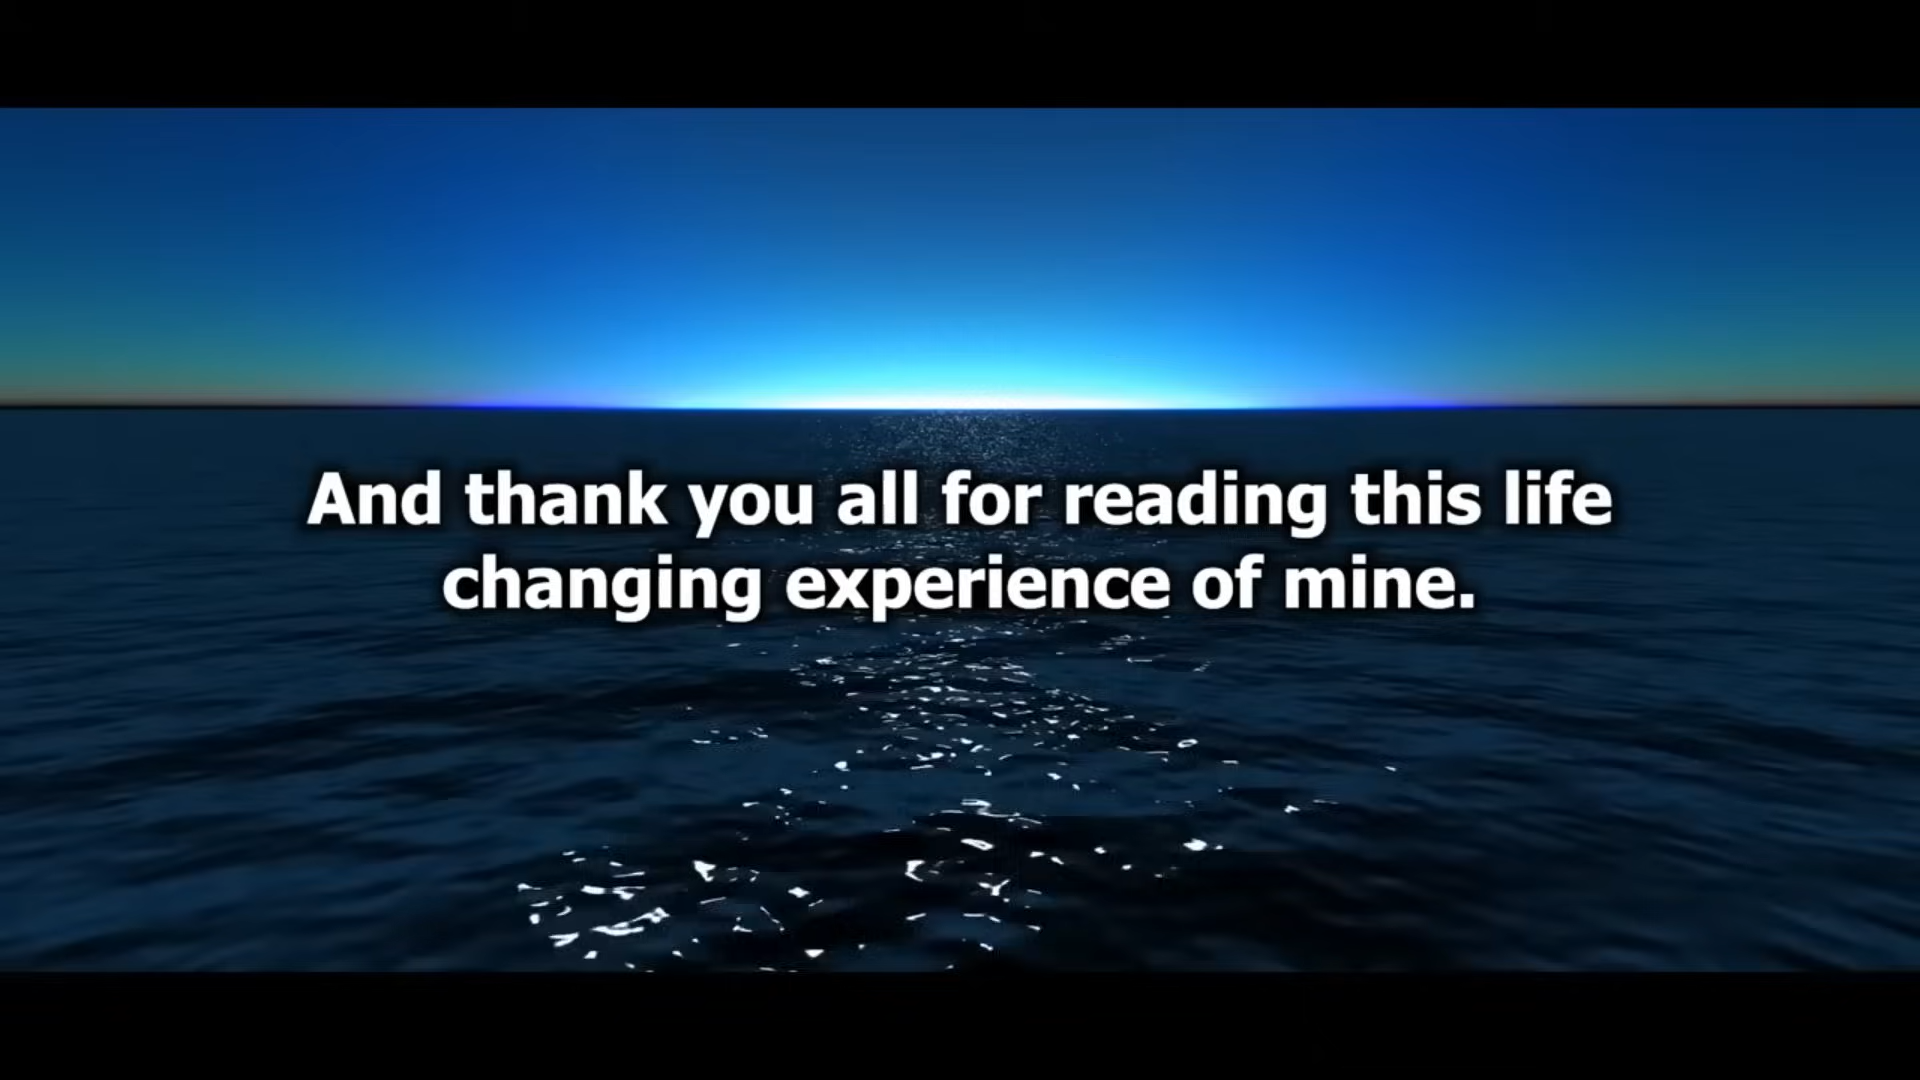 And thank you all for reading this life
changing experience of mine.